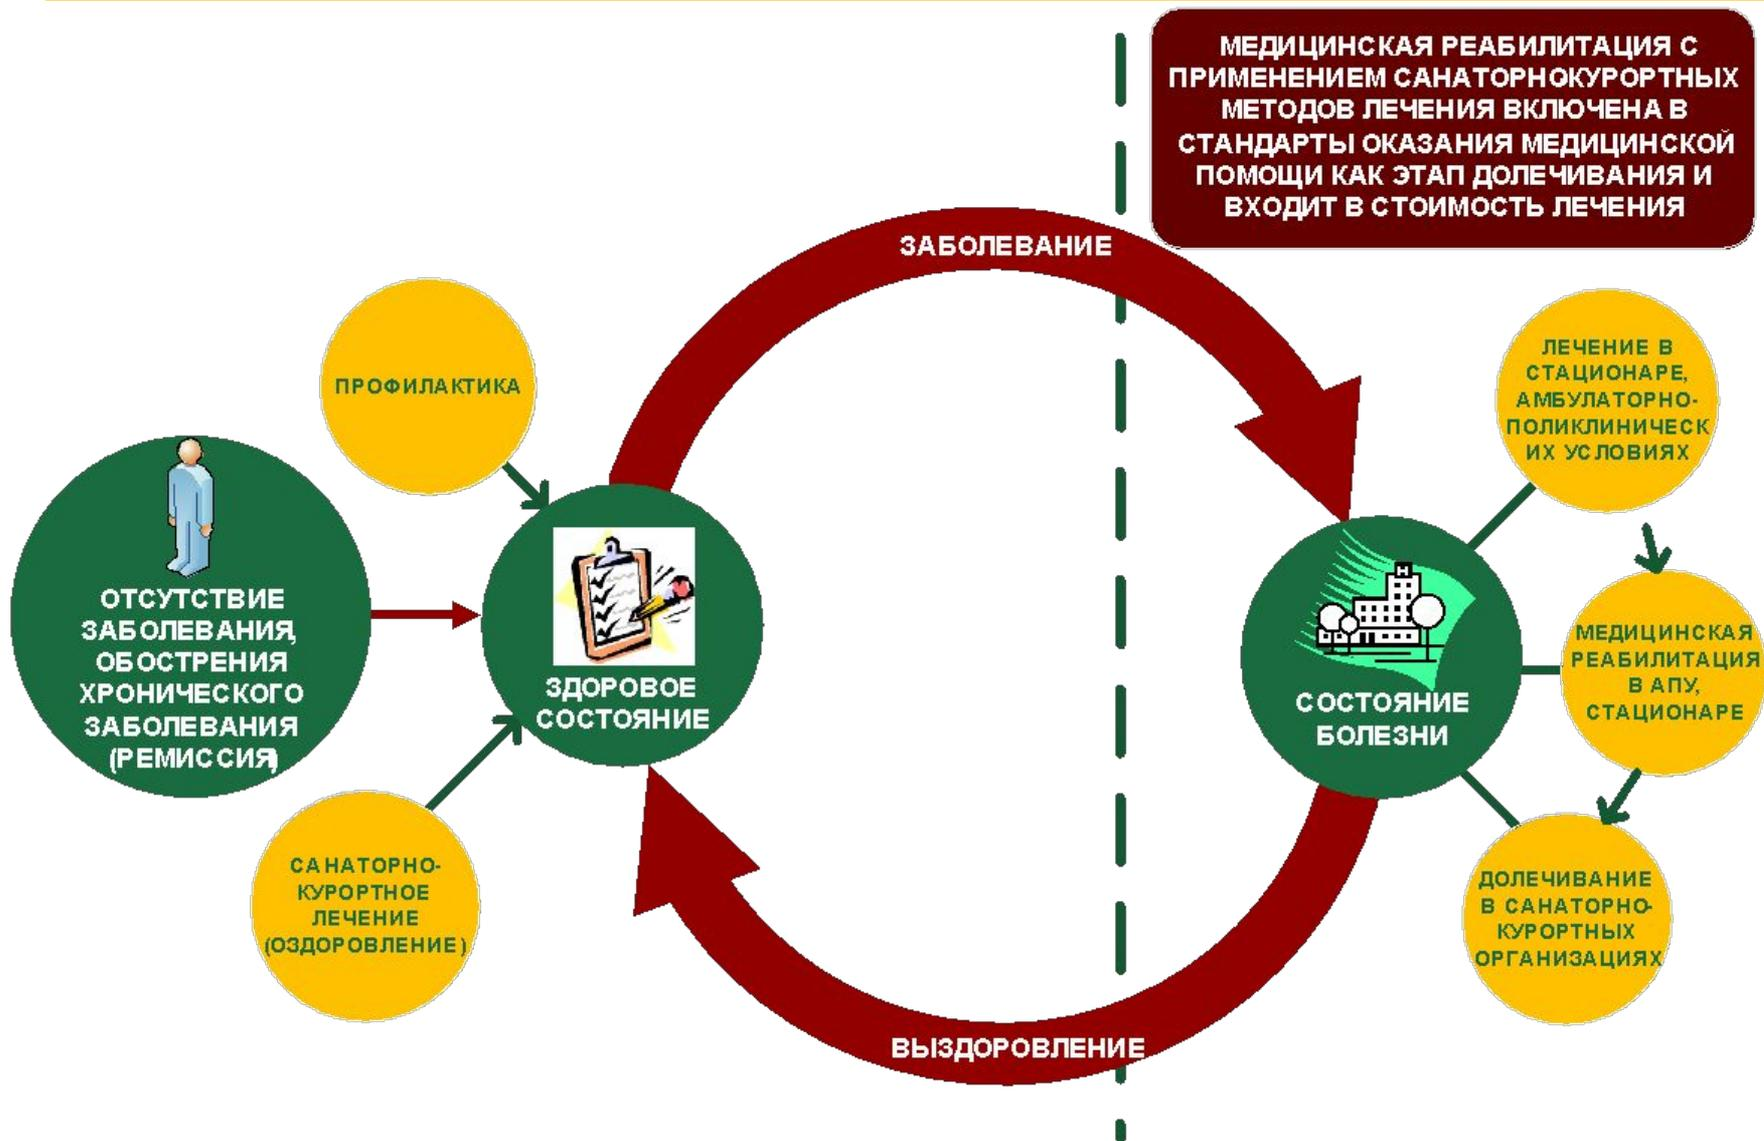 МЕДИЦИНСКАЯ РЕАБИЛИТАЦИЯ С
ПРИМЕНЕНИЕМ САНАТОРНОКУРОРТНЫХ
МЕТОДОВ ЛЕЧЕНИЯ ВКЛЮЧЕНА В
СТАНДАРТЫ ОКАЗАНИЯ МЕДИЦИНСКОЙ
ПОМОЩИ КАК ЭТАП ДОЛЕЧИВАНИЯ И
ВХОДИТ В СТОИМОСТЬ ЛЕЧЕНИЯ
ЗАБОЛЕВАНИЕ
ПРОФИЛАКТИКА
ОТСУТСТВИЕ
ЗАБОЛЕВАНИЯ,
ОБОСТРЕНИЯ
ХРОНИЧЕСКОГО
ЗАБОЛЕВАНИЯ
(РЕМИССИЯ)
ЗДОРОВОЕ
СОСТОЯНИЕ
САНАТОРНО-
КУРОРТНОЕ
ЛЕЧЕНИЕ
(ОЗДОРОВЛЕНИЕ)
H
СОСТОЯНИЕ
БОЛЕЗНИ
ЛЕЧЕНИЕ В
СТАЦИОНАРЕ,
АМБУЛАТОРНО-
ПОЛИКЛИНИЧЕСК
ИХ УСЛОВИЯХ
МЕДИЦИНСКАЯ
РЕАБИЛИТАЦИЯ
В АПУ,
СТАЦИОНАРЕ
ДОЛЕЧИВАНИЕ
В САНАТОРНО-
КУРОРТНЫХ
ОРГАНИЗАЦИЯХ
ВЫЗДОРОВЛЕНИЕ